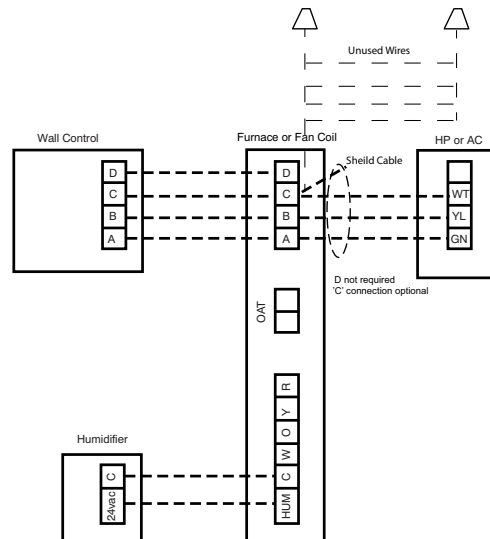 Unused Wires
Wall Control
Furnace or Fan Coil
HP or AC
Sheild Cable
D
C
B
A
D
C
B
A
WT
YL
GN
D not required
'C' connection optional
OAT
R
Y
O
W
C
HUM
Humidifier
C
24vac